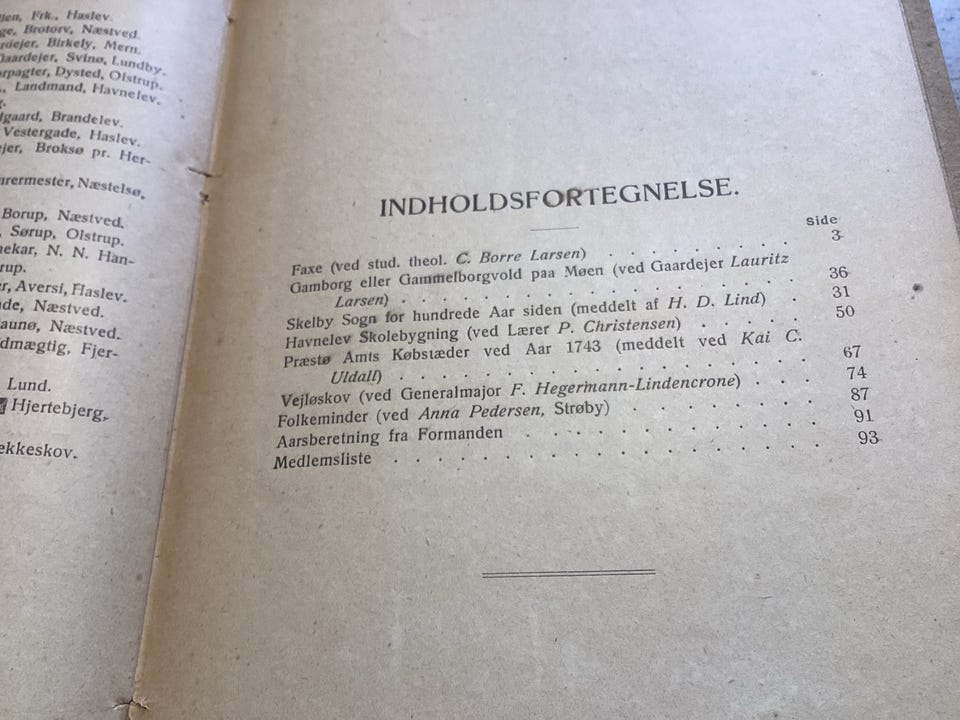 Frk., Haslev.
Brotorv, Næstved.
Birkely, Mern.
Gaardejer, Svinø, Lundby.
Dysted, Olstrup.
Landmand, Havnelev.
Brandelev.
Vestergade, Haslev.
Broksø pr. Her-
Næstelsø,
Borup, Næstved.
Sørup, Olstrup.
N. N. Han-
Aversi, Haslev.
Næstved.
Næstved.
Fjer-
Lund.
Hjertebjerg,
INDHOLDSFORTEGNELSE.
Side
Faxe (ved stud. theol. C. Borre Larsen) . . . . . . . . 3
Gamborg eller Gammelborgvold paa Møen (ved Gaardejer Lauritz
Larsen) . . . . . . . . . . . . . . . . . 36
Skelby Sogn for hundrede Aar siden (meddelt af H. D. Lind) . 31
Havnelev Skolebygning (ved Lærer P. Christensen) . . . . . 50
Præstø Amts Købstæder ved Aar 1743 (meddelt ved Kai C.
Uldall) . . . . . . . . . . . . . . . . . 67
Vejløskov (ved Generalmajor F. Hegermann-Lindencrone) . . . 74
Folkeminder (ved Anna Pedersen, Strøby) . . . . . . . . 87
Aarsberetning fra Formanden . . . . . . . . . . . . 91
Medlemsliste . . . . . . . . . . . . . . . . . 93